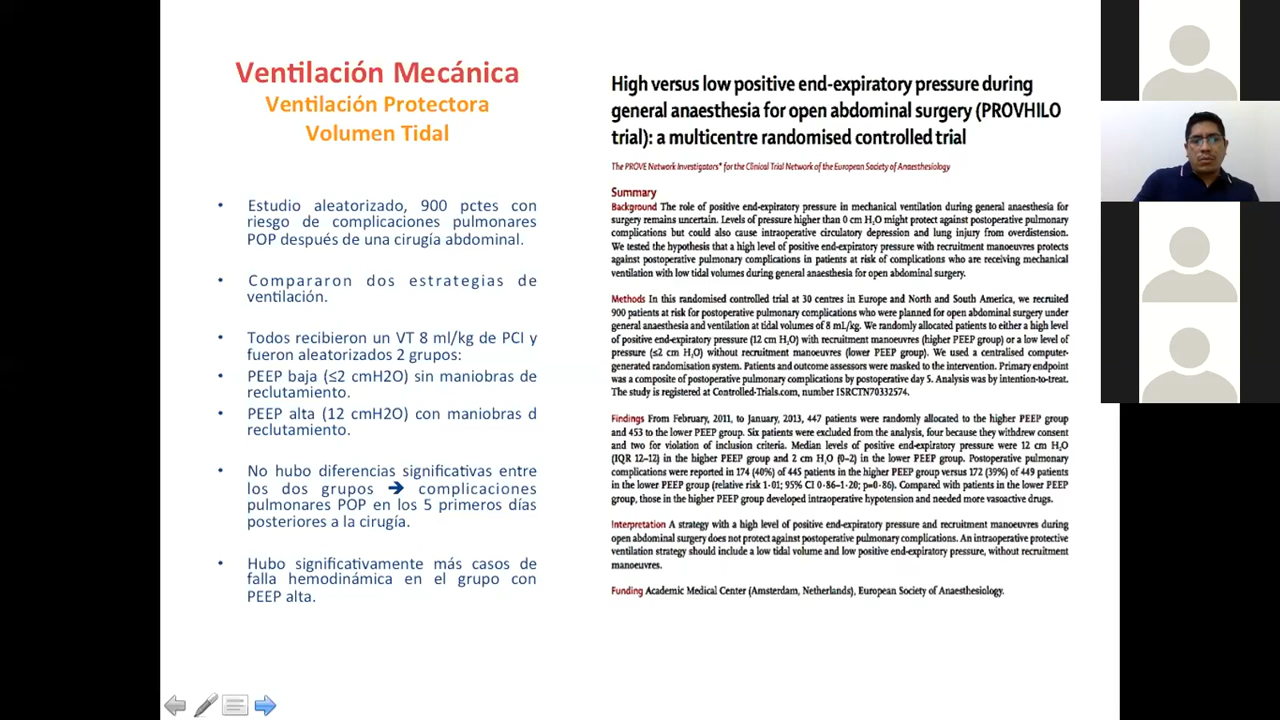 Ventilación Mecánica
Ventilación Protectora
Volumen Tidal
• Estudio aleatorizado, 900 pctes con
riesgo de complicaciones pulmonares
POP después de una cirugía abdominal.
• Compararon dos estrategias de
ventilación.
• Todos recibieron un VT 8 ml/kg de PCI y
fueron aleatorizados 2 grupos:
• PEEP baja (≤2 cmH2O) sin maniobras de
reclutamiento.
• PEEP alta (12 cmH2O) con maniobras d
reclutamiento.
• No hubo diferencias significativas entre
los dos grupos → complicaciones
pulmonares POP en los 5 primeros días
posteriores a la cirugía.
• Hubo significativamente más casos de
falla hemodinámica en el grupo con
PEEP alta.
High versus low positive end-expiratory pressure during
general anaesthesia for open abdominal surgery (PROVHILO
trial): a multicentre randomised controlled trial
The PROVE Network Investigators* for the Clinical Trial Network of the European Society of Anaesthesiology
Summary
Background The role of positive end-expiratory pressure in mechanical ventilation during general anaesthesia for
surgery remains uncertain. Levels of pressure higher than 0 cm H₂O might protect against postoperative pulmonary
complications but could also cause intraoperative circulatory depression and lung injury from overdistension.
We tested the hypothesis that a high level of positive end-expiratory pressure with recruitment manoeuvres protects
against postoperative pulmonary complications in patients at risk of complications who are receiving mechanical
ventilation with low tidal volumes during general anaesthesia for open abdominal surgery.
Methods In this randomised controlled trial at 30 centres in Europe and North and South America, we recruited
900 patients at risk for postoperative pulmonary complications who were planned for open abdominal surgery under
general anaesthesia and ventilation at tidal volumes of 8 mL/kg. We randomly allocated patients to either a high level
of positive end-expiratory pressure (12 cm H₂O) with recruitment manoeuvres (higher PEEP group) or a low level of
pressure (≤2 cm H₂O) without recruitment manoeuvres (lower PEEP group). We used a centralised computer-
generated randomisation system. Patients and outcome assessors were masked to the intervention. Primary endpoint
was a composite of postoperative pulmonary complications by postoperative day 5. Analysis was by intention-to-treat.
The study is registered at Controlled-Trials.com, number ISRCTN70332574.
Findings From February, 2011, to January, 2013, 447 patients were randomly allocated to the higher PEEP group
and 453 to the lower PEEP group. Six patients were excluded from the analysis, four because they withdrew consent
and two for violation of inclusion criteria. Median levels of positive end-expiratory pressure were 12 cm H₂O
(IQR 12–12) in the higher PEEP group and 2 cm H₂O (0–2) in the lower PEEP group. Postoperative pulmonary
complications were reported in 174 (40%) of 445 patients in the higher PEEP group versus 172 (39%) of 449 patients
in the lower PEEP group (relative risk 1·01; 95% CI 0·86–1·20; p=0·86). Compared with patients in the lower PEEP
group, those in the higher PEEP group developed intraoperative hypotension and needed more vasoactive drugs.
Interpretation A strategy with a high level of positive end-expiratory pressure and recruitment manoeuvres during
open abdominal surgery does not protect against postoperative pulmonary complications. An intraoperative protective
ventilation strategy should include a low tidal volume and low positive end-expiratory pressure, without recruitment
manoeuvres.
Funding Academic Medical Center (Amsterdam, Netherlands), European Society of Anaesthesiology.